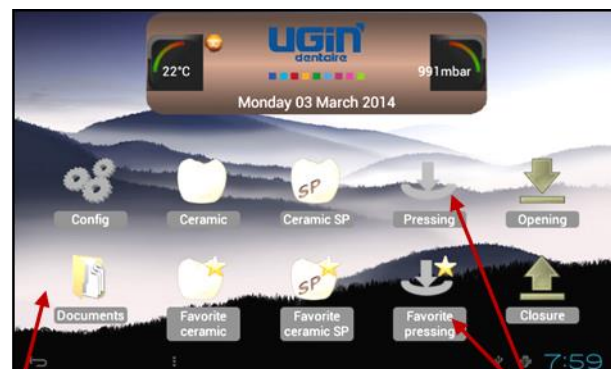 UGiN
dentaire
22°C
991mbar
Monday 03 March 2014
Config
Ceramic
SP
Ceramic SP
Pressing
Opening
Documents
Favorite
ceramic
SP
Favorite
ceramic SP
Favorite
pressing
Closure
7:59